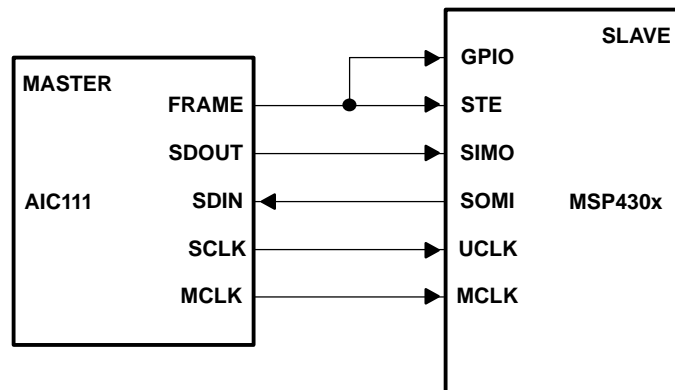 SLAVE
GPIO
MASTER
FRAME STE
SDOUT SIMO
AIC111 SDIN SOMI MSP430x
SCLK UCLK
MCLK MCLK